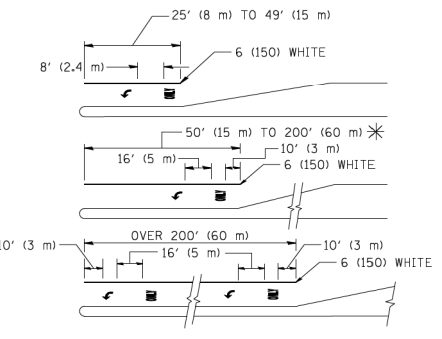 25' (8 m) TO 49' (15 m)
6 (150) WHITE
8' (2.4 m)
50' (15 m) TO 200' (60 m) ✳
10' (3 m)
16' (5 m)
6 (150) WHITE
OVER 200' (60 m)
10' (3 m)
16' (5 m)
10' (3 m)
6 (150) WHITE